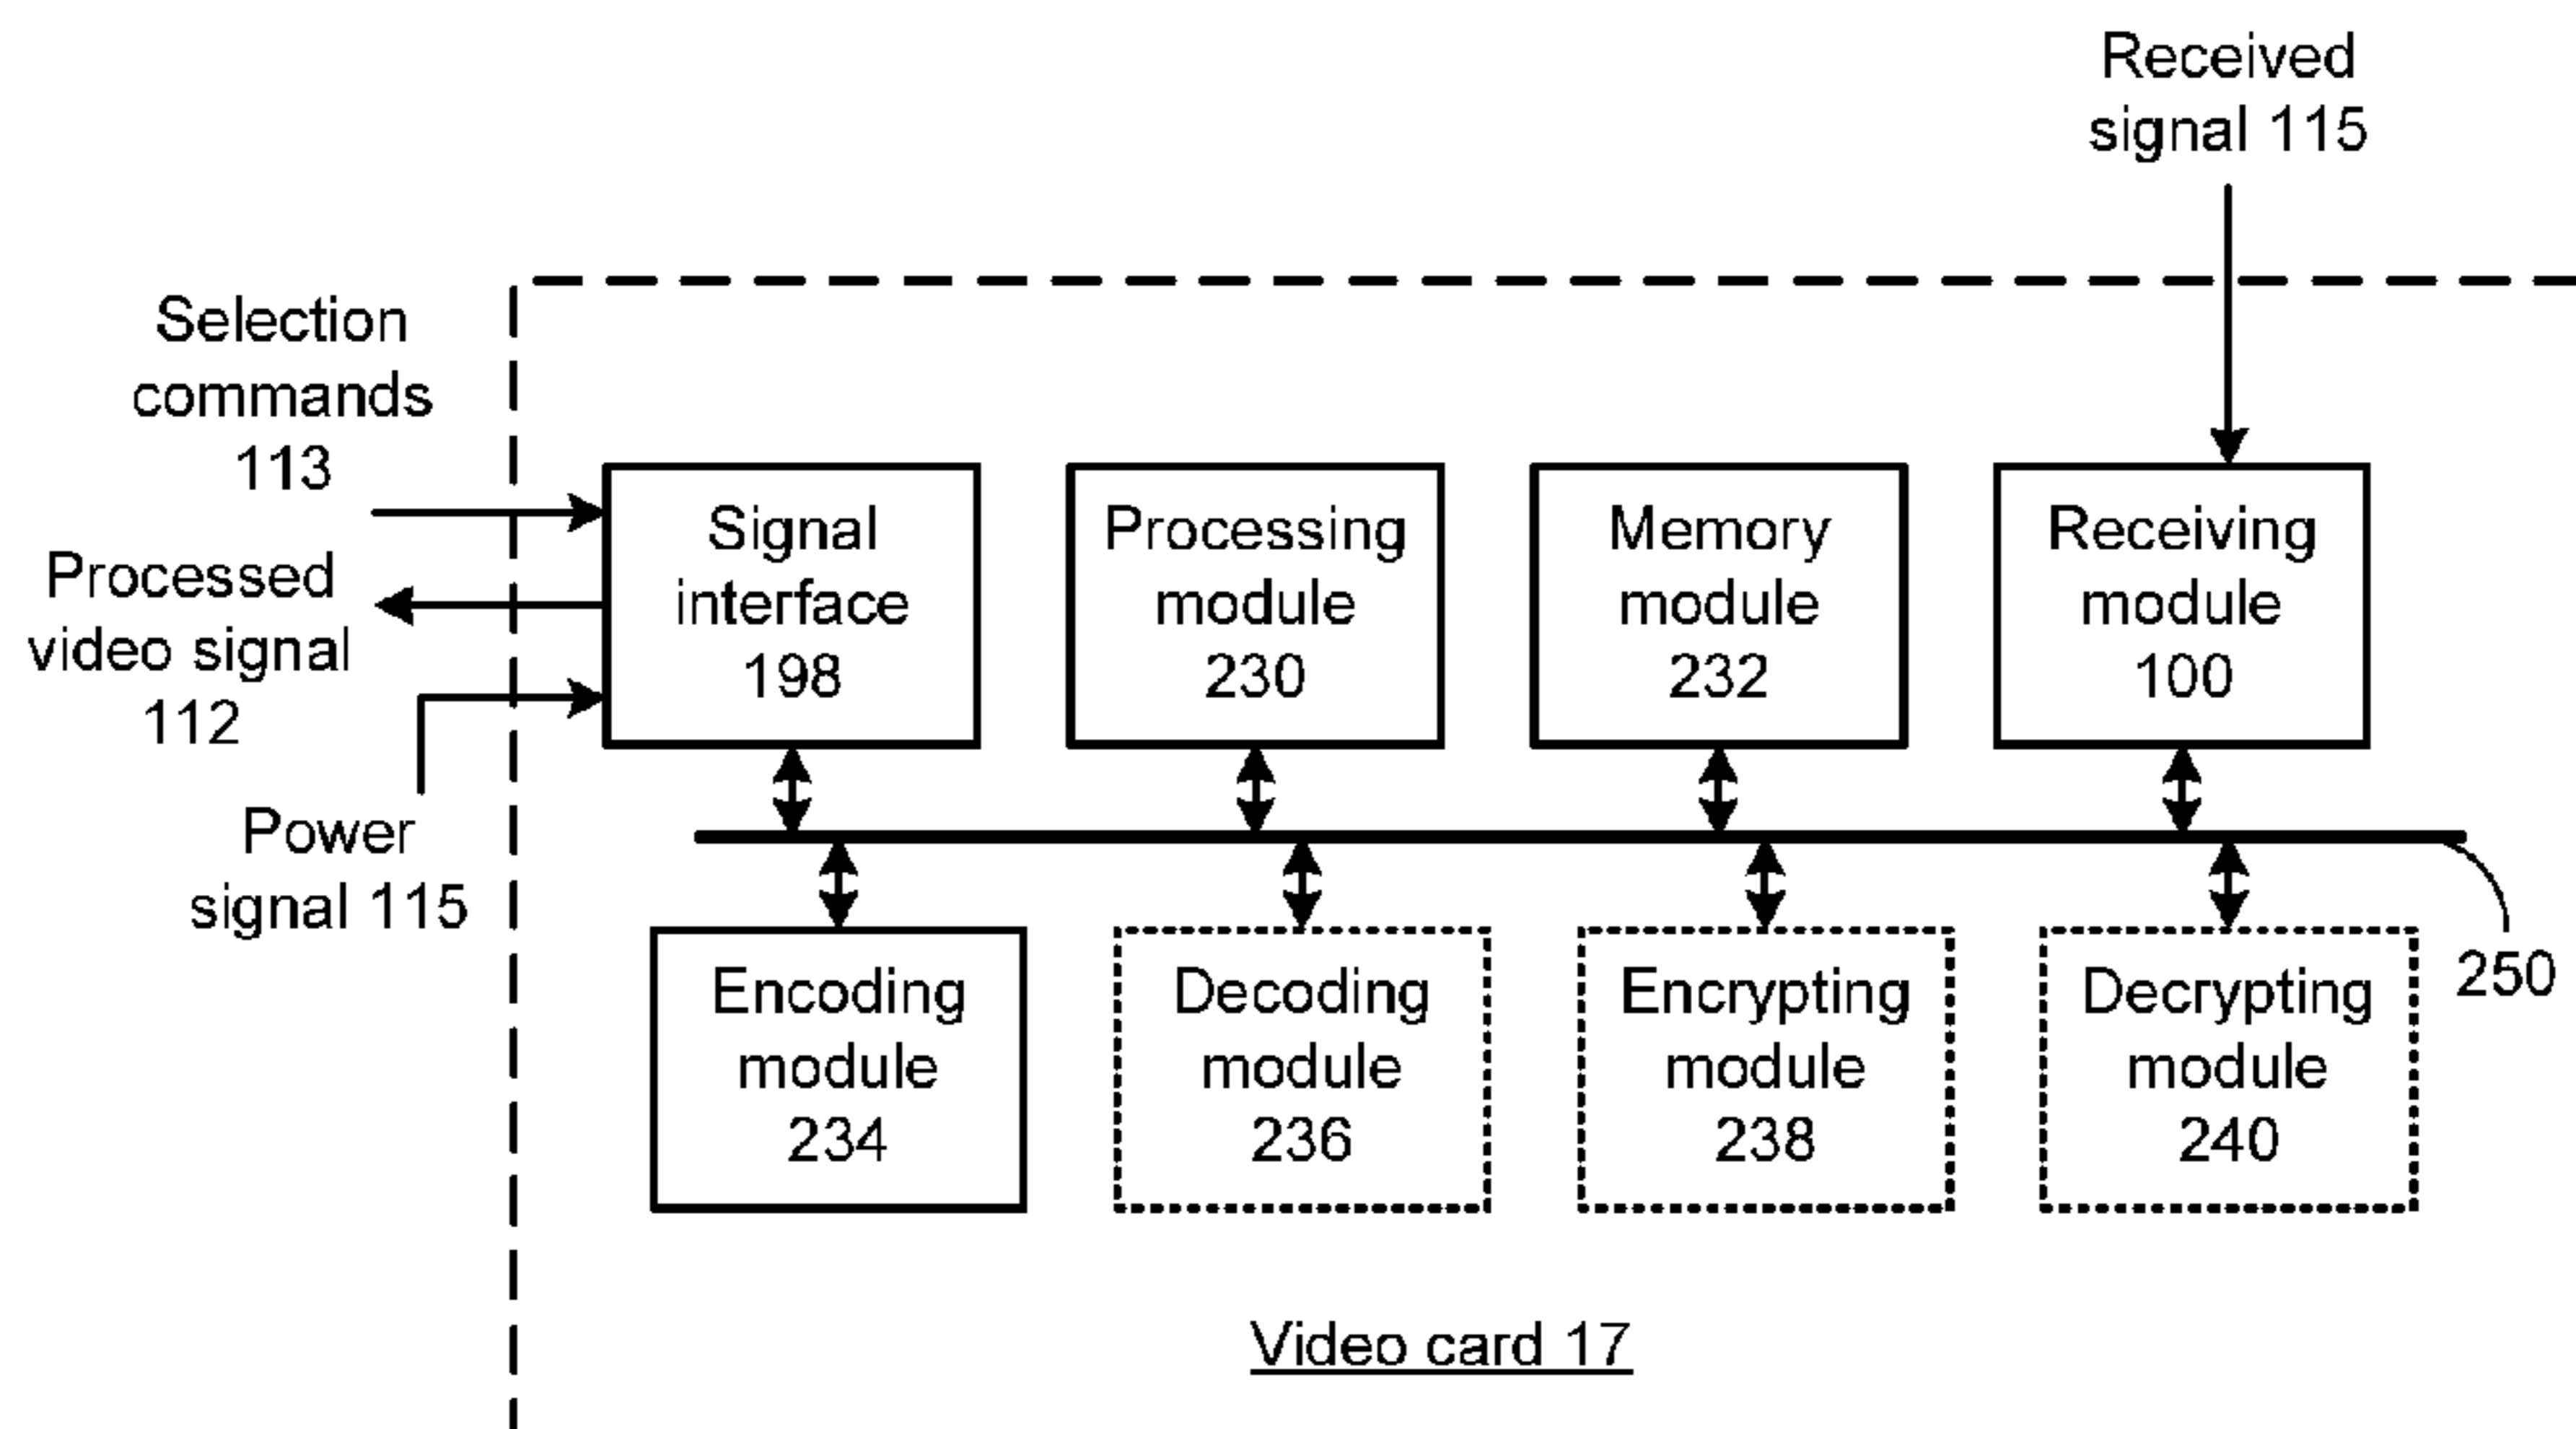 Received
signal 115
Selection
commands
113
Processed
video signal
112
Power
signal 115
Signal
interface
198
Processing
module
230
Memory
module
232
Receiving
module
100
Encoding
module
234
Decoding
module
236
Encrypting
module
238
Decrypting
module
240
250
Video card 17